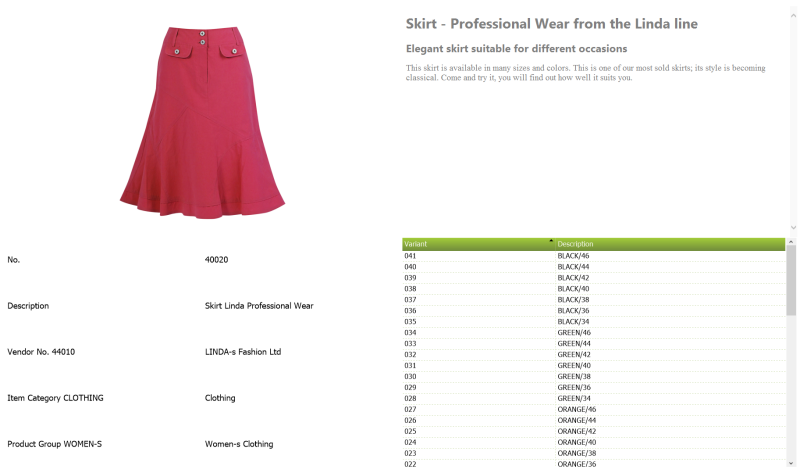 Skirt - Professional Wear from the Linda line
Elegant skirt suitable for different occasions
This skirt is available in many sizes and colors. This is one of our most sold skirts; its style is becoming
classical. Come and try it, you will find out how well it suits you.
No. 40020
Description Skirt Linda Professional Wear
Vendor No. 44010 LINDA-s Fashion Ltd
Item Category CLOTHING Clothing
Product Group WOMEN-S Women-s Clothing
Variant Description
041 BLACK/46
040 BLACK/44
039 BLACK/42
038 BLACK/40
037 BLACK/38
036 BLACK/36
035 BLACK/34
034 GREEN/46
033 GREEN/44
032 GREEN/42
031 GREEN/40
030 GREEN/38
029 GREEN/36
028 GREEN/34
027 ORANGE/46
026 ORANGE/44
025 ORANGE/42
024 ORANGE/40
023 ORANGE/38
022 ORANGE/36